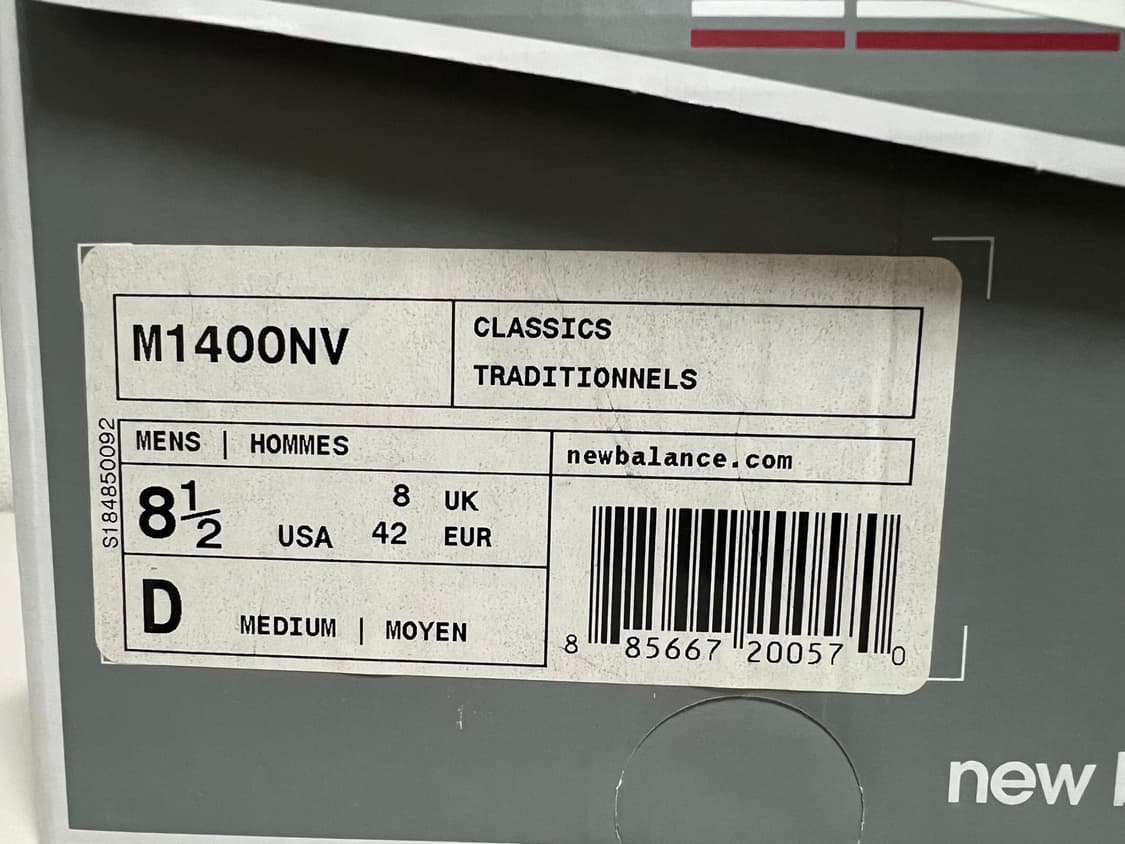 M1400NV
CLASSICS
TRADITIONNELS
S184850092
MENS | HOMMES
newbalance.com
8½ USA
8 UK
42 EUR
D MEDIUM | MOYEN
8 85667 20057 0
new